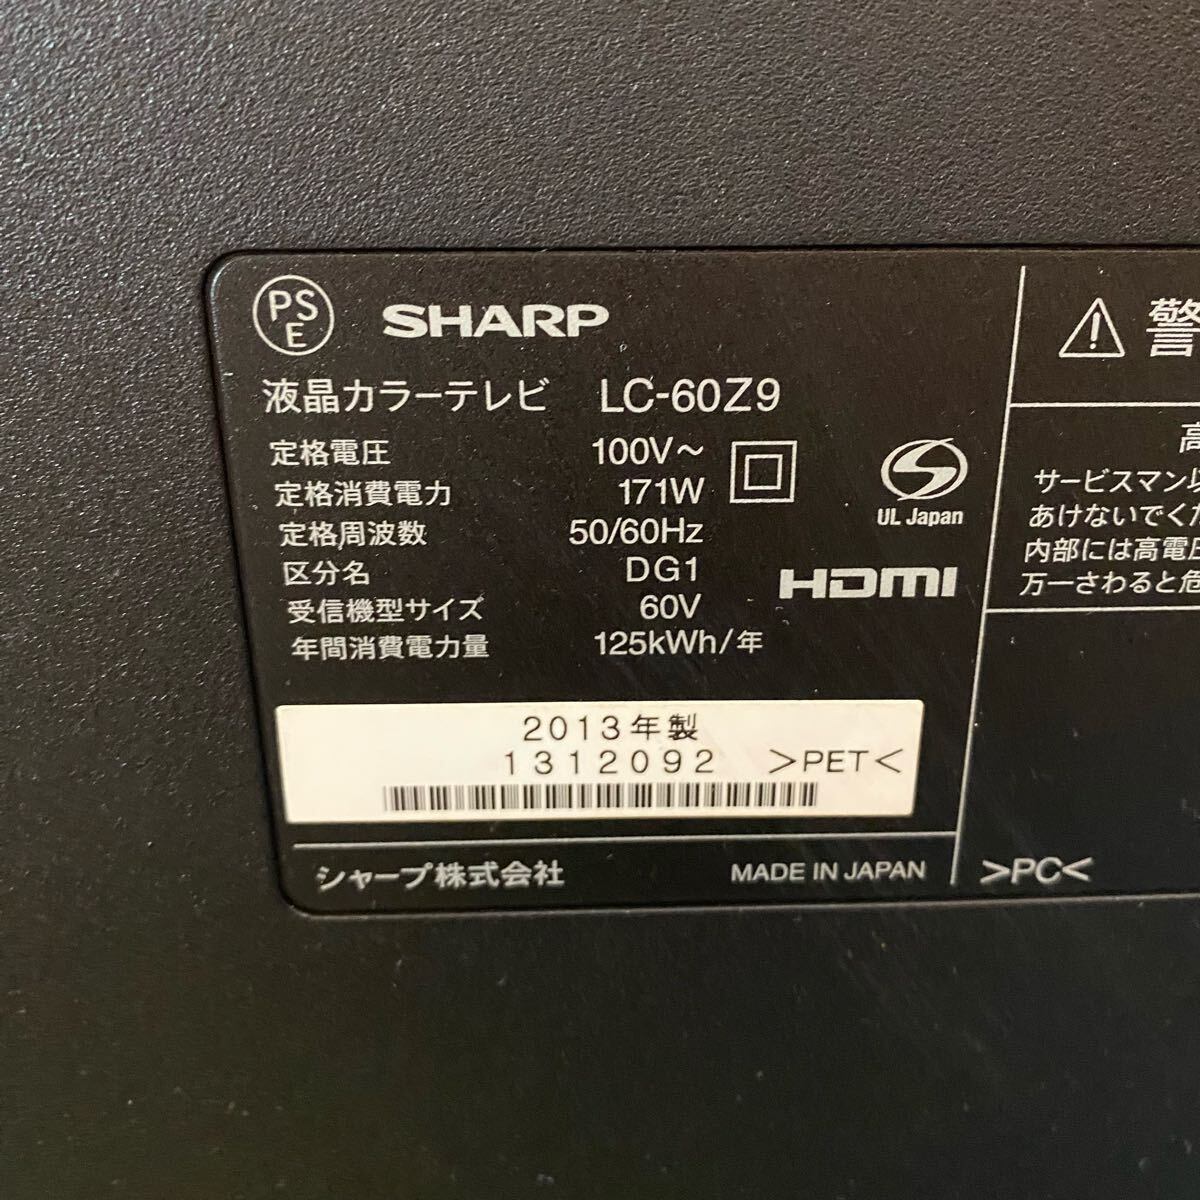 PS
E
SHARP
液晶カラーテレビ LC-60Z9
定格電圧 100V～
定格消費電力 171W
定格周波数 50/60Hz
区分名 DG1
受信機型サイズ 60V
年間消費電力量 125kWh/年
S
UL Japan
HDMI
2013年製
1312092 >PET<
シャープ株式会社 MADE IN JAPAN
警
高
サービスマン以
あけないでくだ
内部には高電圧
万一さわると危
>PC<